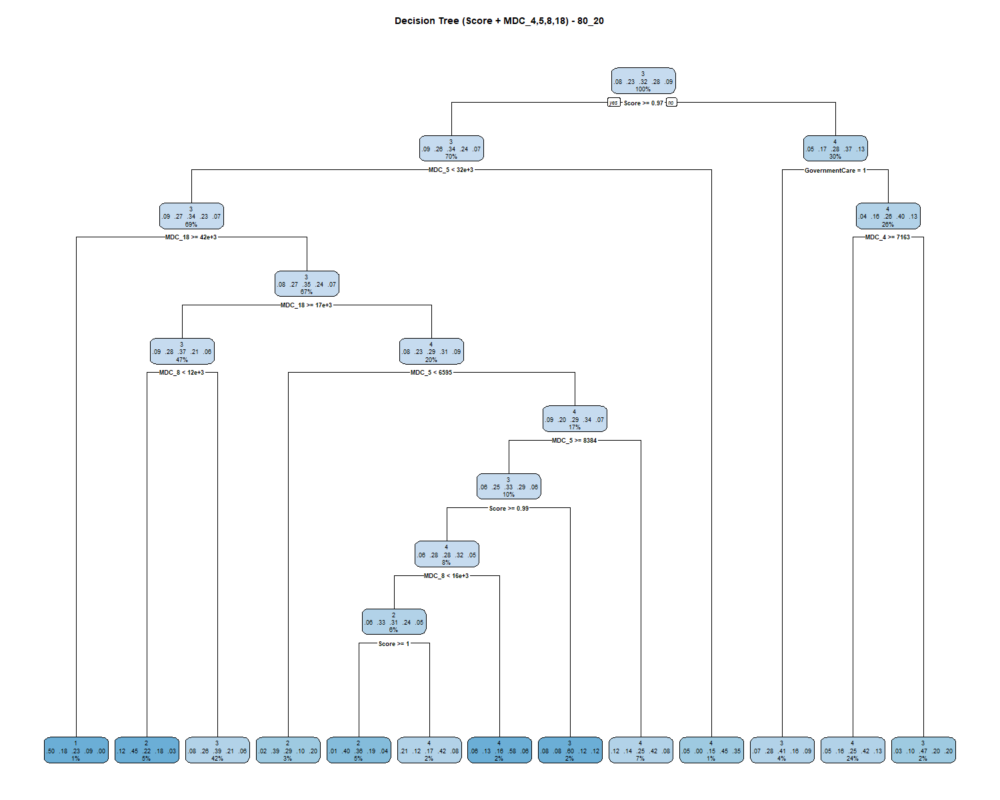 Decision Tree (Score + MDC_4,5,8,18) - 80_20
3
.08 .23 .32 .28 .09
100%
yes Score >= 0.97 no
3
.09 .26 .34 .24 .07
70%
4
.05 .17 .28 .37 .13
30%
MDC_5 < 32e+3
GovernmentCare = 1
3
.09 .27 .34 .23 .07
69%
4
.04 .16 .26 .40 .13
26%
MDC_18 >= 42e+3
MDC_4 >= 7163
3
.08 .27 .35 .24 .07
67%
MDC_18 >= 17e+3
3
.09 .28 .37 .21 .06
47%
4
.08 .23 .29 .31 .09
20%
MDC_8 < 12e+3
MDC_5 < 6595
4
.09 .20 .29 .34 .07
17%
MDC_5 >= 8384
3
.06 .25 .33 .29 .06
10%
Score >= 0.99
4
.06 .28 .28 .32 .05
8%
MDC_8 < 16e+3
2
.06 .33 .31 .24 .05
6%
Score >= 1
1
.50 .18 .23 .09 .00
1%
2
.12 .45 .22 .18 .03
5%
3
.08 .26 .39 .21 .06
42%
2
.02 .39 .29 .10 .20
3%
2
.01 .40 .36 .19 .04
5%
4
.21 .12 .17 .42 .08
2%
4
.06 .13 .16 .58 .06
2%
3
.08 .08 .60 .12 .12
2%
4
.12 .14 .25 .42 .08
7%
4
.05 .00 .15 .45 .35
1%
3
.07 .28 .41 .16 .09
4%
4
.05 .16 .25 .42 .13
24%
3
.03 .10 .47 .20 .20
2%